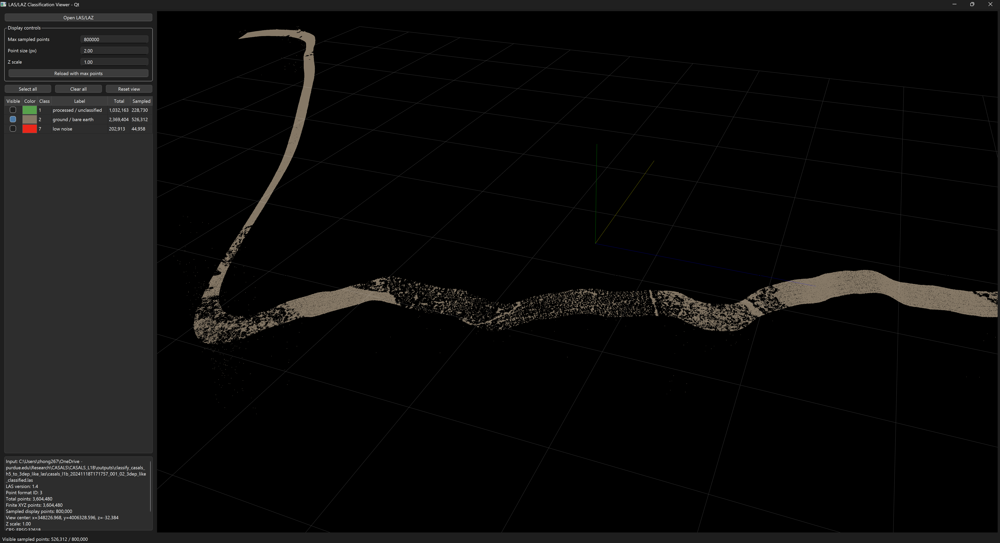 LAS/LAZ Classification Viewer - Qt
Open LAS/LAZ
Display controls
Max sampled points 800000
Point size (px) 2.00
Z scale 1.00
Reload with max points
Select all Clear all Reset view
Visible Color Class Label Total Sampled
1 processed / unclassified 1,032,163 228,730
2 ground / bare earth 2,369,404 526,312
7 low noise 202,913 44,958
Input: C:\Users\zhong267\OneDrive -
purdue.edu\Research\CASALS\CASALS_L1B\outputs\classify_casals_
h5_to_3dep_like_las\casals_l1b_20241118T171757_001_02_3dep_like
_classified.las
LAS version: 1.4
Point format ID: 3
Total points: 3,604,480
Finite XYZ points: 3,604,480
Sampled display points: 800,000
View center: x=348226.968, y=4006328.596, z=-32.384
Z scale: 1.00
CRS: EPSG:32618
Visible sampled points: 526,312 / 800,000